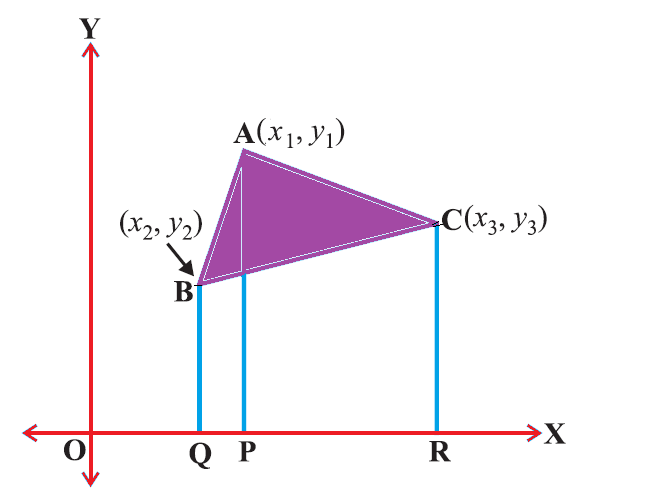 Y
A(x₁, y₁)
(x₂, y₂)
C(x₃, y₃)
B
X
O
Q
P
R